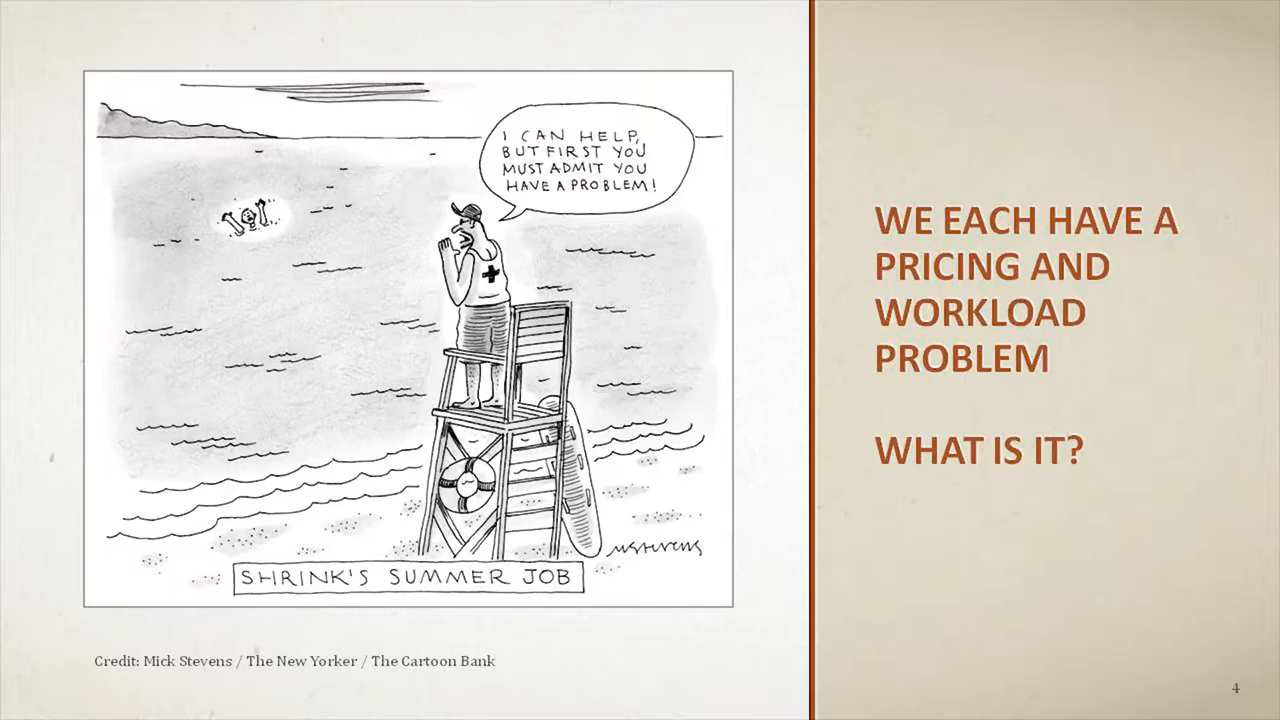 I CAN HELP,
BUT FIRST YOU
MUST ADMIT YOU
HAVE A PROBLEM!
MSTEVENS
SHRINK'S SUMMER JOB
Credit: Mick Stevens / The New Yorker / The Cartoon Bank
WE EACH HAVE A
PRICING AND
WORKLOAD
PROBLEM
WHAT IS IT?
4